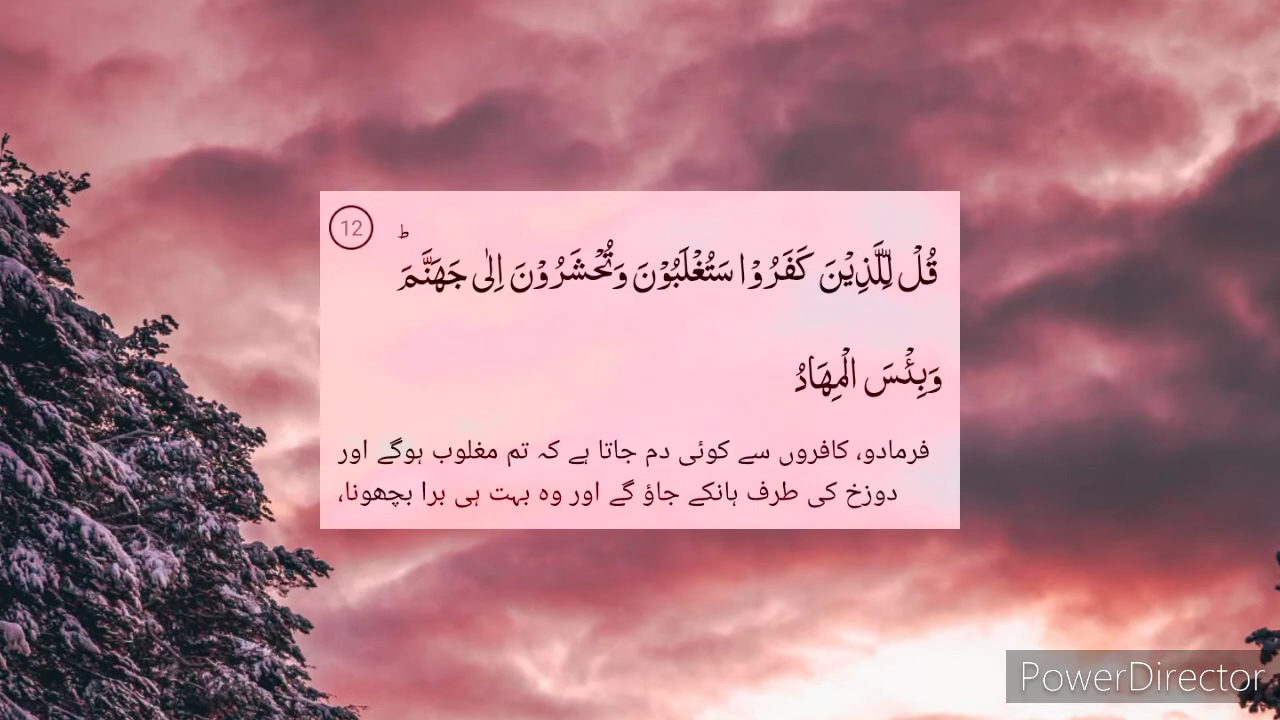 12
قُلْ لِّلَّذِيْنَ كَفَرُوْا سَتُغْلَبُوْنَ وَتُحْشَرُوْنَ اِلٰى جَهَنَّمَ ؕ
وَبِئْسَ الْمِهَادُ
فرمادو، کافروں سے کوئی دم جاتا ہے کہ تم مغلوب ہوگے اور
دوزخ کی طرف ہانکے جاؤ گے اور وہ بہت ہی برا بچھونا،
PowerDirector